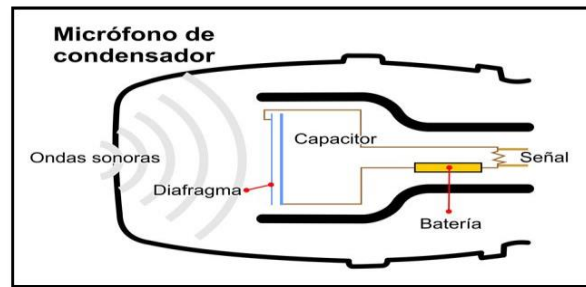 Micrófono de
condensador
Ondas sonoras
Capacitor
Señal
Diafragma
Batería